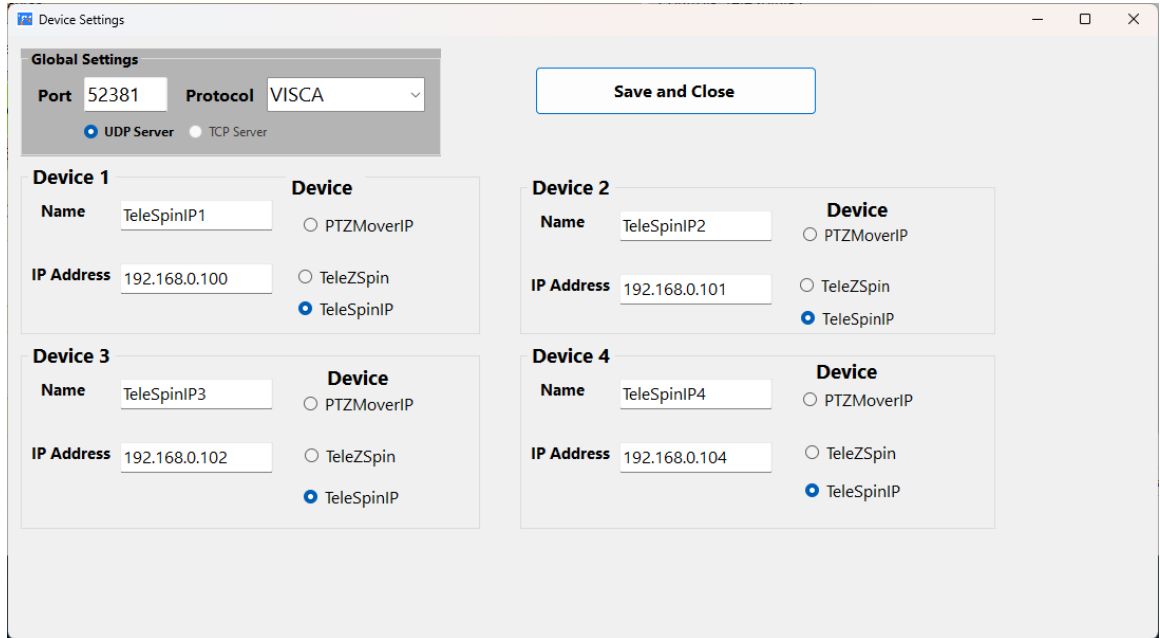 Device Settings
Global Settings
Port 52381 Protocol VISCA
UDP Server TCP Server
Save and Close
Device 1
Device
Name TeleSpinIP1
PTZMoverIP
IP Address 192.168.0.100
TeleZSpin
TeleSpinIP
Device 2
Device
Name TeleSpinIP2
PTZMoverIP
IP Address 192.168.0.101
TeleZSpin
TeleSpinIP
Device 3
Device
Name TeleSpinIP3
PTZMoverIP
IP Address 192.168.0.102
TeleZSpin
TeleSpinIP
Device 4
Device
Name TeleSpinIP4
PTZMoverIP
IP Address 192.168.0.104
TeleZSpin
TeleSpinIP